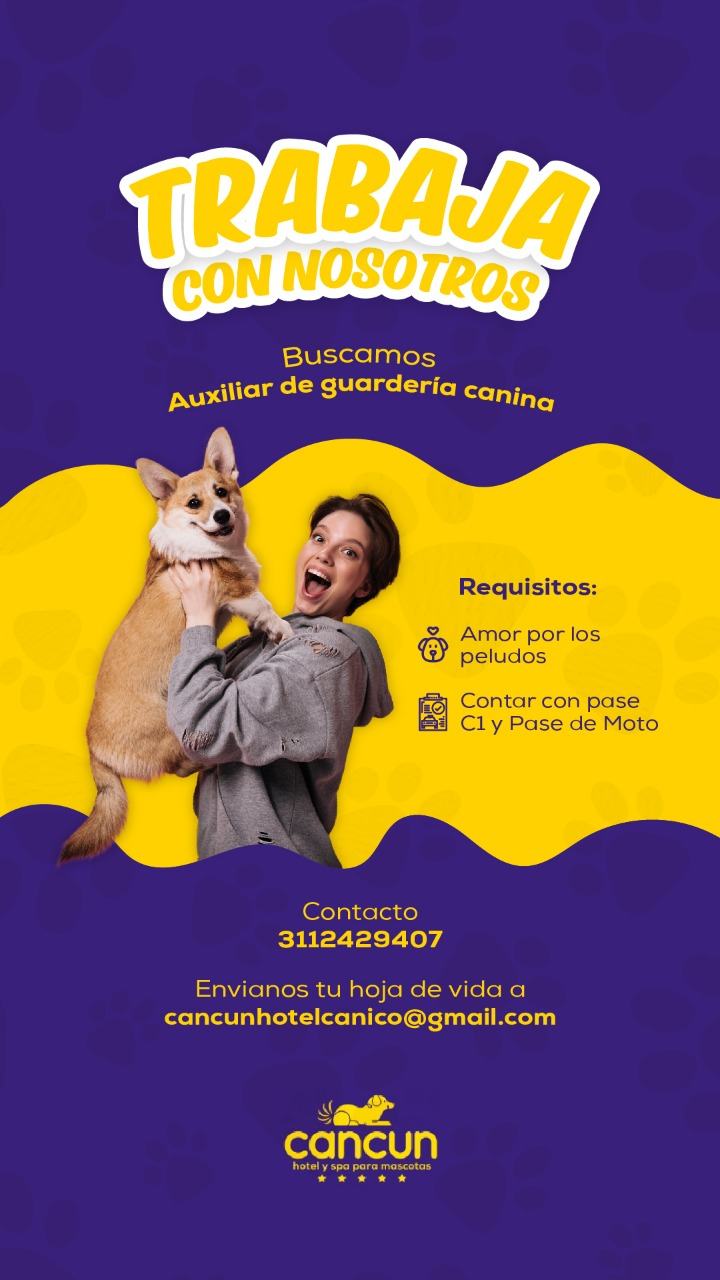 TRABAJA
CON NOSOTROS
Buscamos
Auxiliar de guardería canina
Requisitos:
Amor por los
peludos
Contar con pase
C1 y Pase de Moto
Contacto
3112429407
Envianos tu hoja de vida a
cancunhotelcanico@gmail.com
cancun
hotel y spa para mascotas